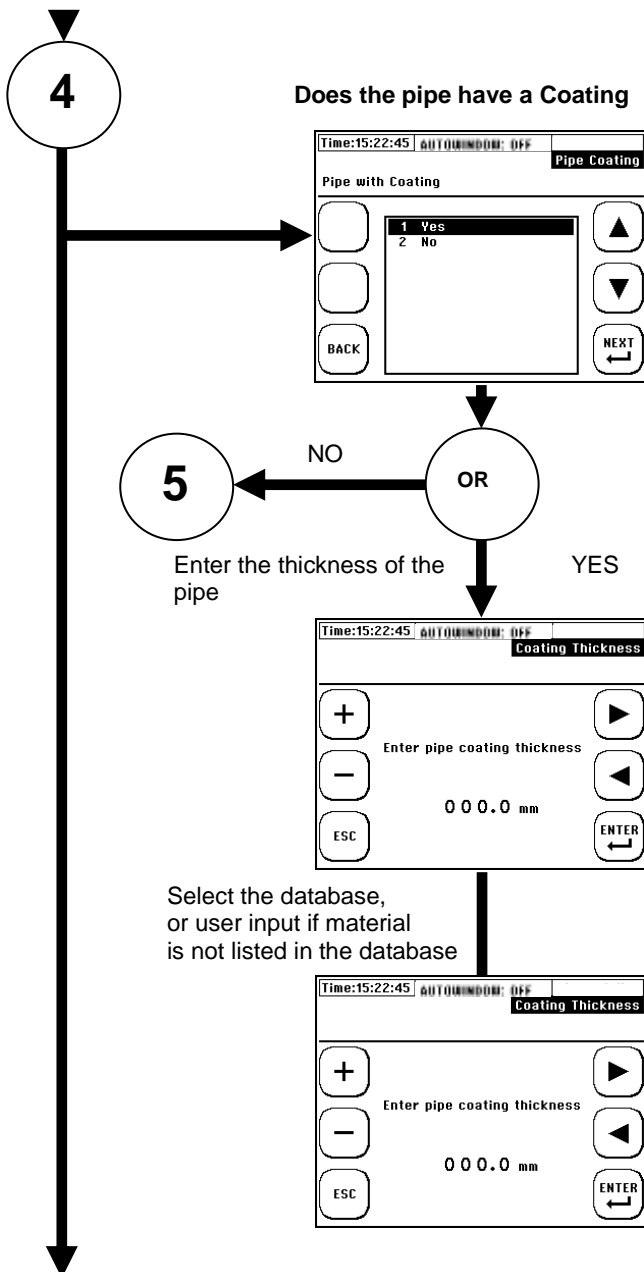 4
Does the pipe have a Coating
Time:15:22:45 AUTOWINDOW: OFF
Pipe Coating
Pipe with Coating
1 Yes
2 No
BACK
NEXT
NO
5
OR
Enter the thickness of the
pipe
YES
Time:15:22:45 AUTOWINDOW: OFF
Coating Thickness
+
Enter pipe coating thickness
−
000.0 mm
ESC
ENTER
Select the database,
or user input if material
is not listed in the database
Time:15:22:45 AUTOWINDOW: OFF
Coating Thickness
+
Enter pipe coating thickness
−
000.0 mm
ESC
ENTER